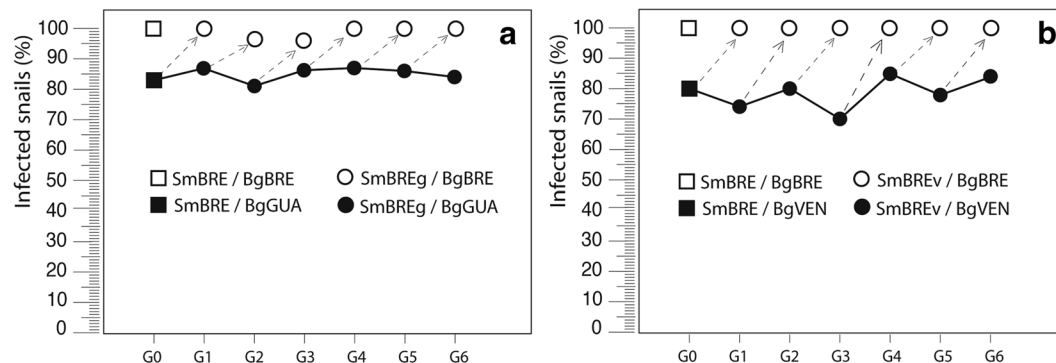 a
Infected snails (%)
100
90
80
70
60
50
40
30
20
10
0
SmBRE / BgBRE
SmBREg / BgBRE
SmBRE / BgGUA
SmBREg / BgGUA
G0 G1 G2 G3 G4 G5 G6
b
Infected snails (%)
100
90
80
70
60
50
40
30
20
10
0
SmBRE / BgBRE
SmBREv / BgBRE
SmBRE / BgVEN
SmBREv / BgVEN
G0 G1 G2 G3 G4 G5 G6